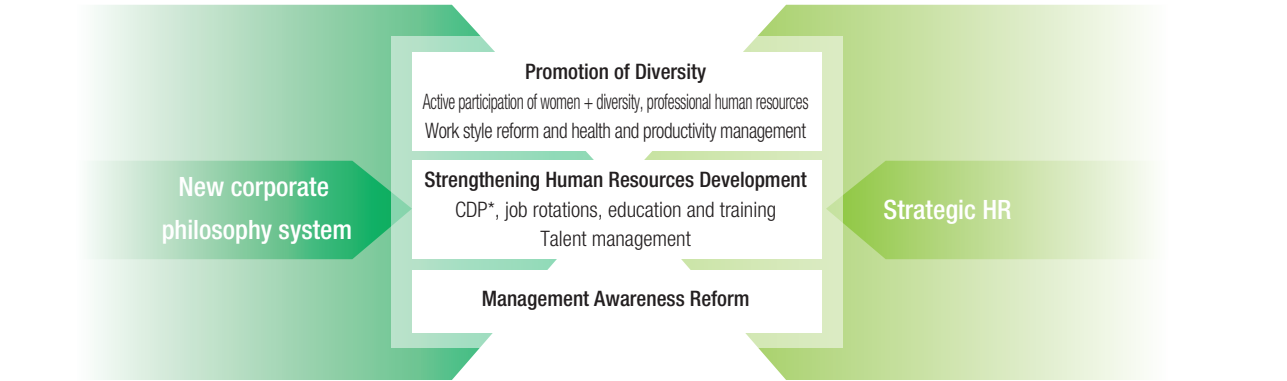 Promotion of Diversity
Active participation of women + diversity, professional human resources
Work style reform and health and productivity management
New corporate
philosophy system
Strengthening Human Resources Development
CDP*, job rotations, education and training
Talent management
Strategic HR
Management Awareness Reform